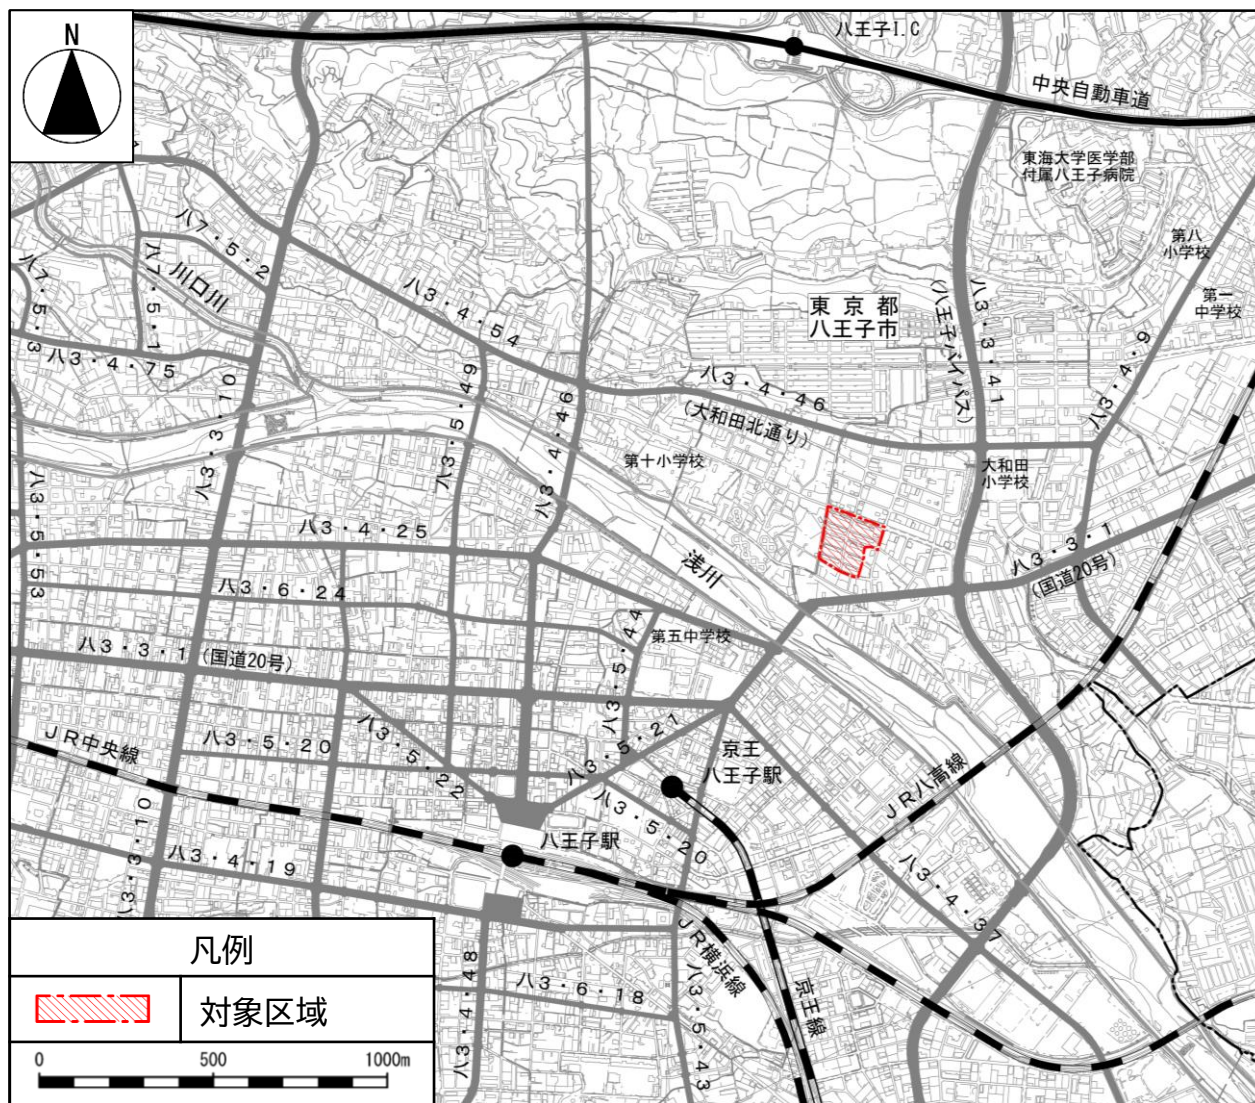 N
八王子I.C
中央自動車道
東海大学医学部
付属八王子病院
第八
小学校
第一
中学校
八7・5・2
八7・5・1
川口川
八7・5・3
八3・4・54
八3・4・75
東京都
八王子市
八3・3・41
(八王子バイパス)
八3・4・9
八3・4・46
(大和田北通り)
八3・3・10
八3・5・49
八3・4・46
第十小学校
大和田
小学校
八3・5・53
八3・4・25
八3・6・24
浅川
八3・3・1
(国道20号)
八3・5・44
第五中学校
八3・3・1(国道20号)
JR中央線
八3・5・20
八3・5・22
八3・5・21
京王
八王子駅
八3・5・20
JR八高線
八王子駅
八3・3・10
八3・4・19
八3・4・37
JR横浜線
京王線
八3・4・48
八3・6・18
八3・5・43
凡例
対象区域
0 500 1000m